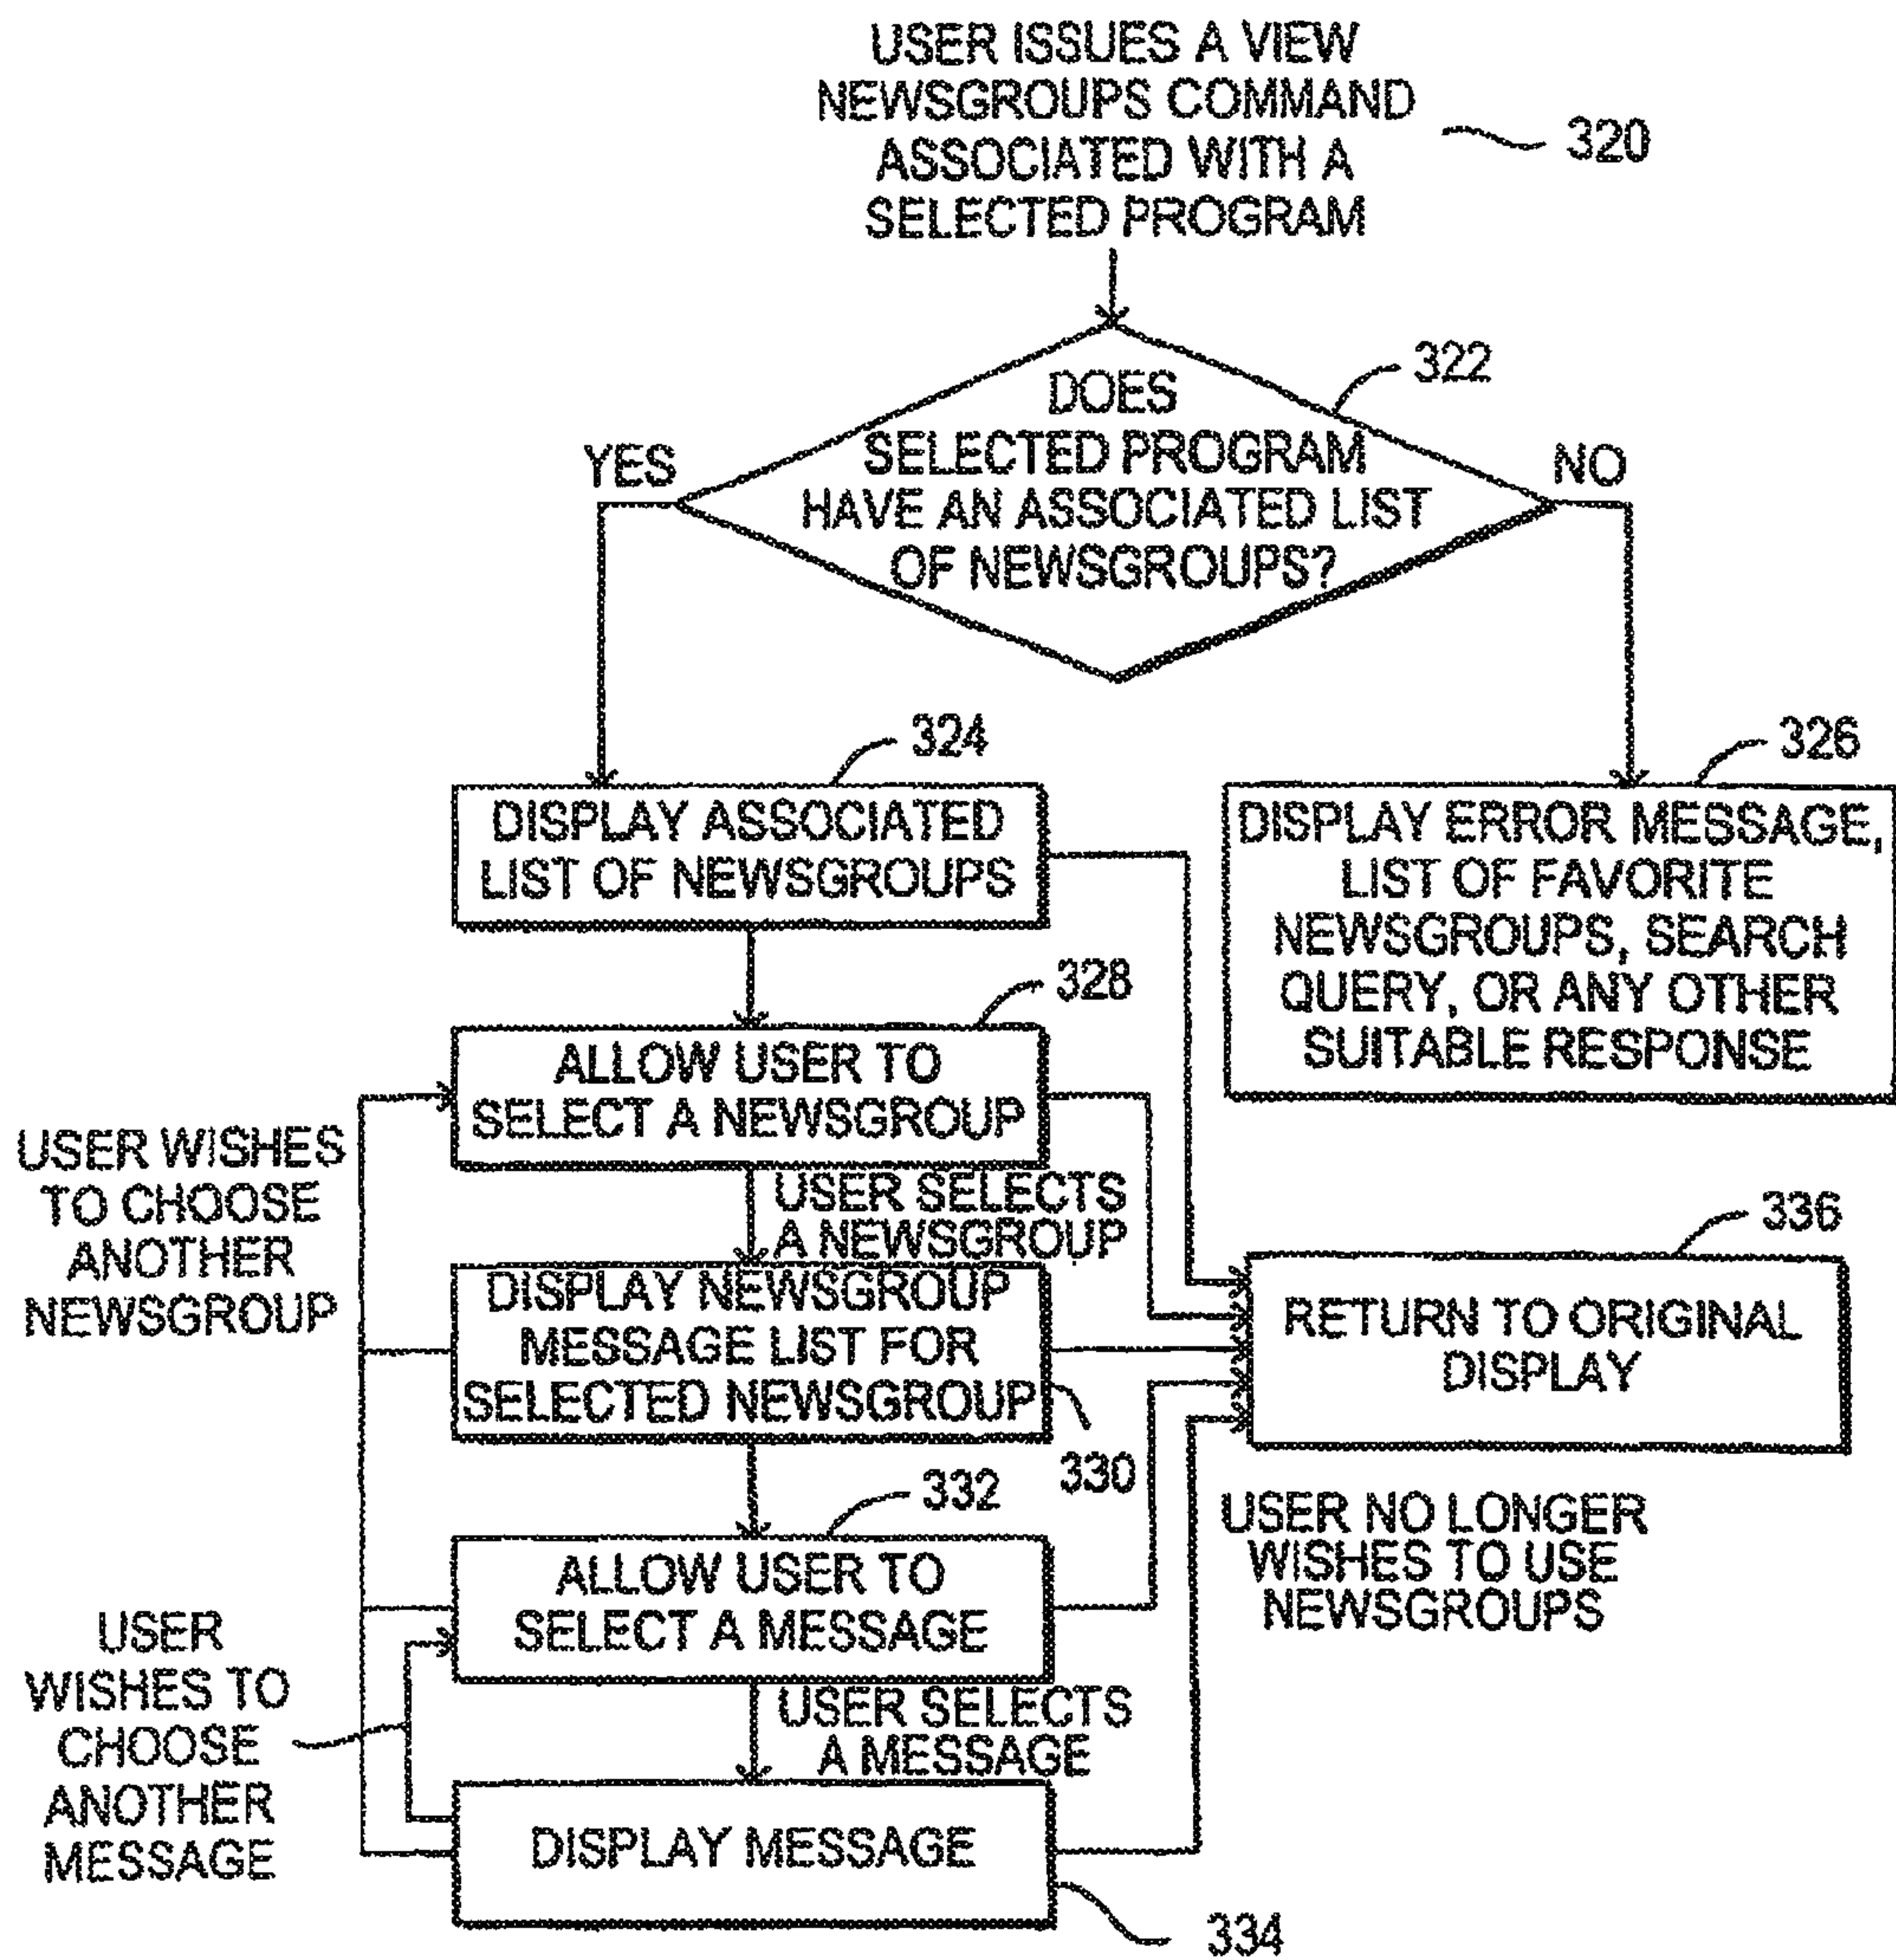 USER ISSUES A VIEW
NEWSGROUPS COMMAND
ASSOCIATED WITH A
SELECTED PROGRAM
320
322
DOES
SELECTED PROGRAM
HAVE AN ASSOCIATED LIST
OF NEWSGROUPS?
YES
NO
324
DISPLAY ASSOCIATED
LIST OF NEWSGROUPS
326
DISPLAY ERROR MESSAGE,
LIST OF FAVORITE
NEWSGROUPS, SEARCH
QUERY, OR ANY OTHER
SUITABLE RESPONSE
328
ALLOW USER TO
SELECT A NEWSGROUP
USER WISHES
TO CHOOSE
ANOTHER
NEWSGROUP
USER SELECTS
A NEWSGROUP
336
RETURN TO ORIGINAL
DISPLAY
DISPLAY NEWSGROUP
MESSAGE LIST FOR
SELECTED NEWSGROUP
330
332
USER NO LONGER
WISHES TO USE
NEWSGROUPS
ALLOW USER TO
SELECT A MESSAGE
USER
WISHES TO
CHOOSE
ANOTHER
MESSAGE
USER SELECTS
A MESSAGE
DISPLAY MESSAGE
334